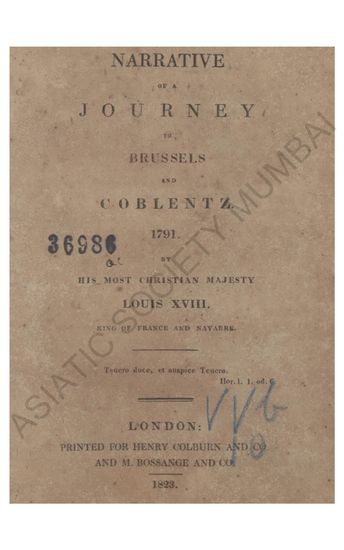 NARRATIVE
OF A
JOURNEY
TO
BRUSSELS
AND
COBLENTZ
1791.
36986
BY
HIS MOST CHRISTIAN MAJESTY
LOUIS XVIII.
KING OF FRANCE AND NAVARRE.
Teucro duce, et auspice Teucro.
Hor. l. 1. od. 6.
LONDON:
PRINTED FOR HENRY COLBURN AND CO.
AND M. BOSSANGE AND CO.
1823.
ASIATIC SOCIETY MUMBAI